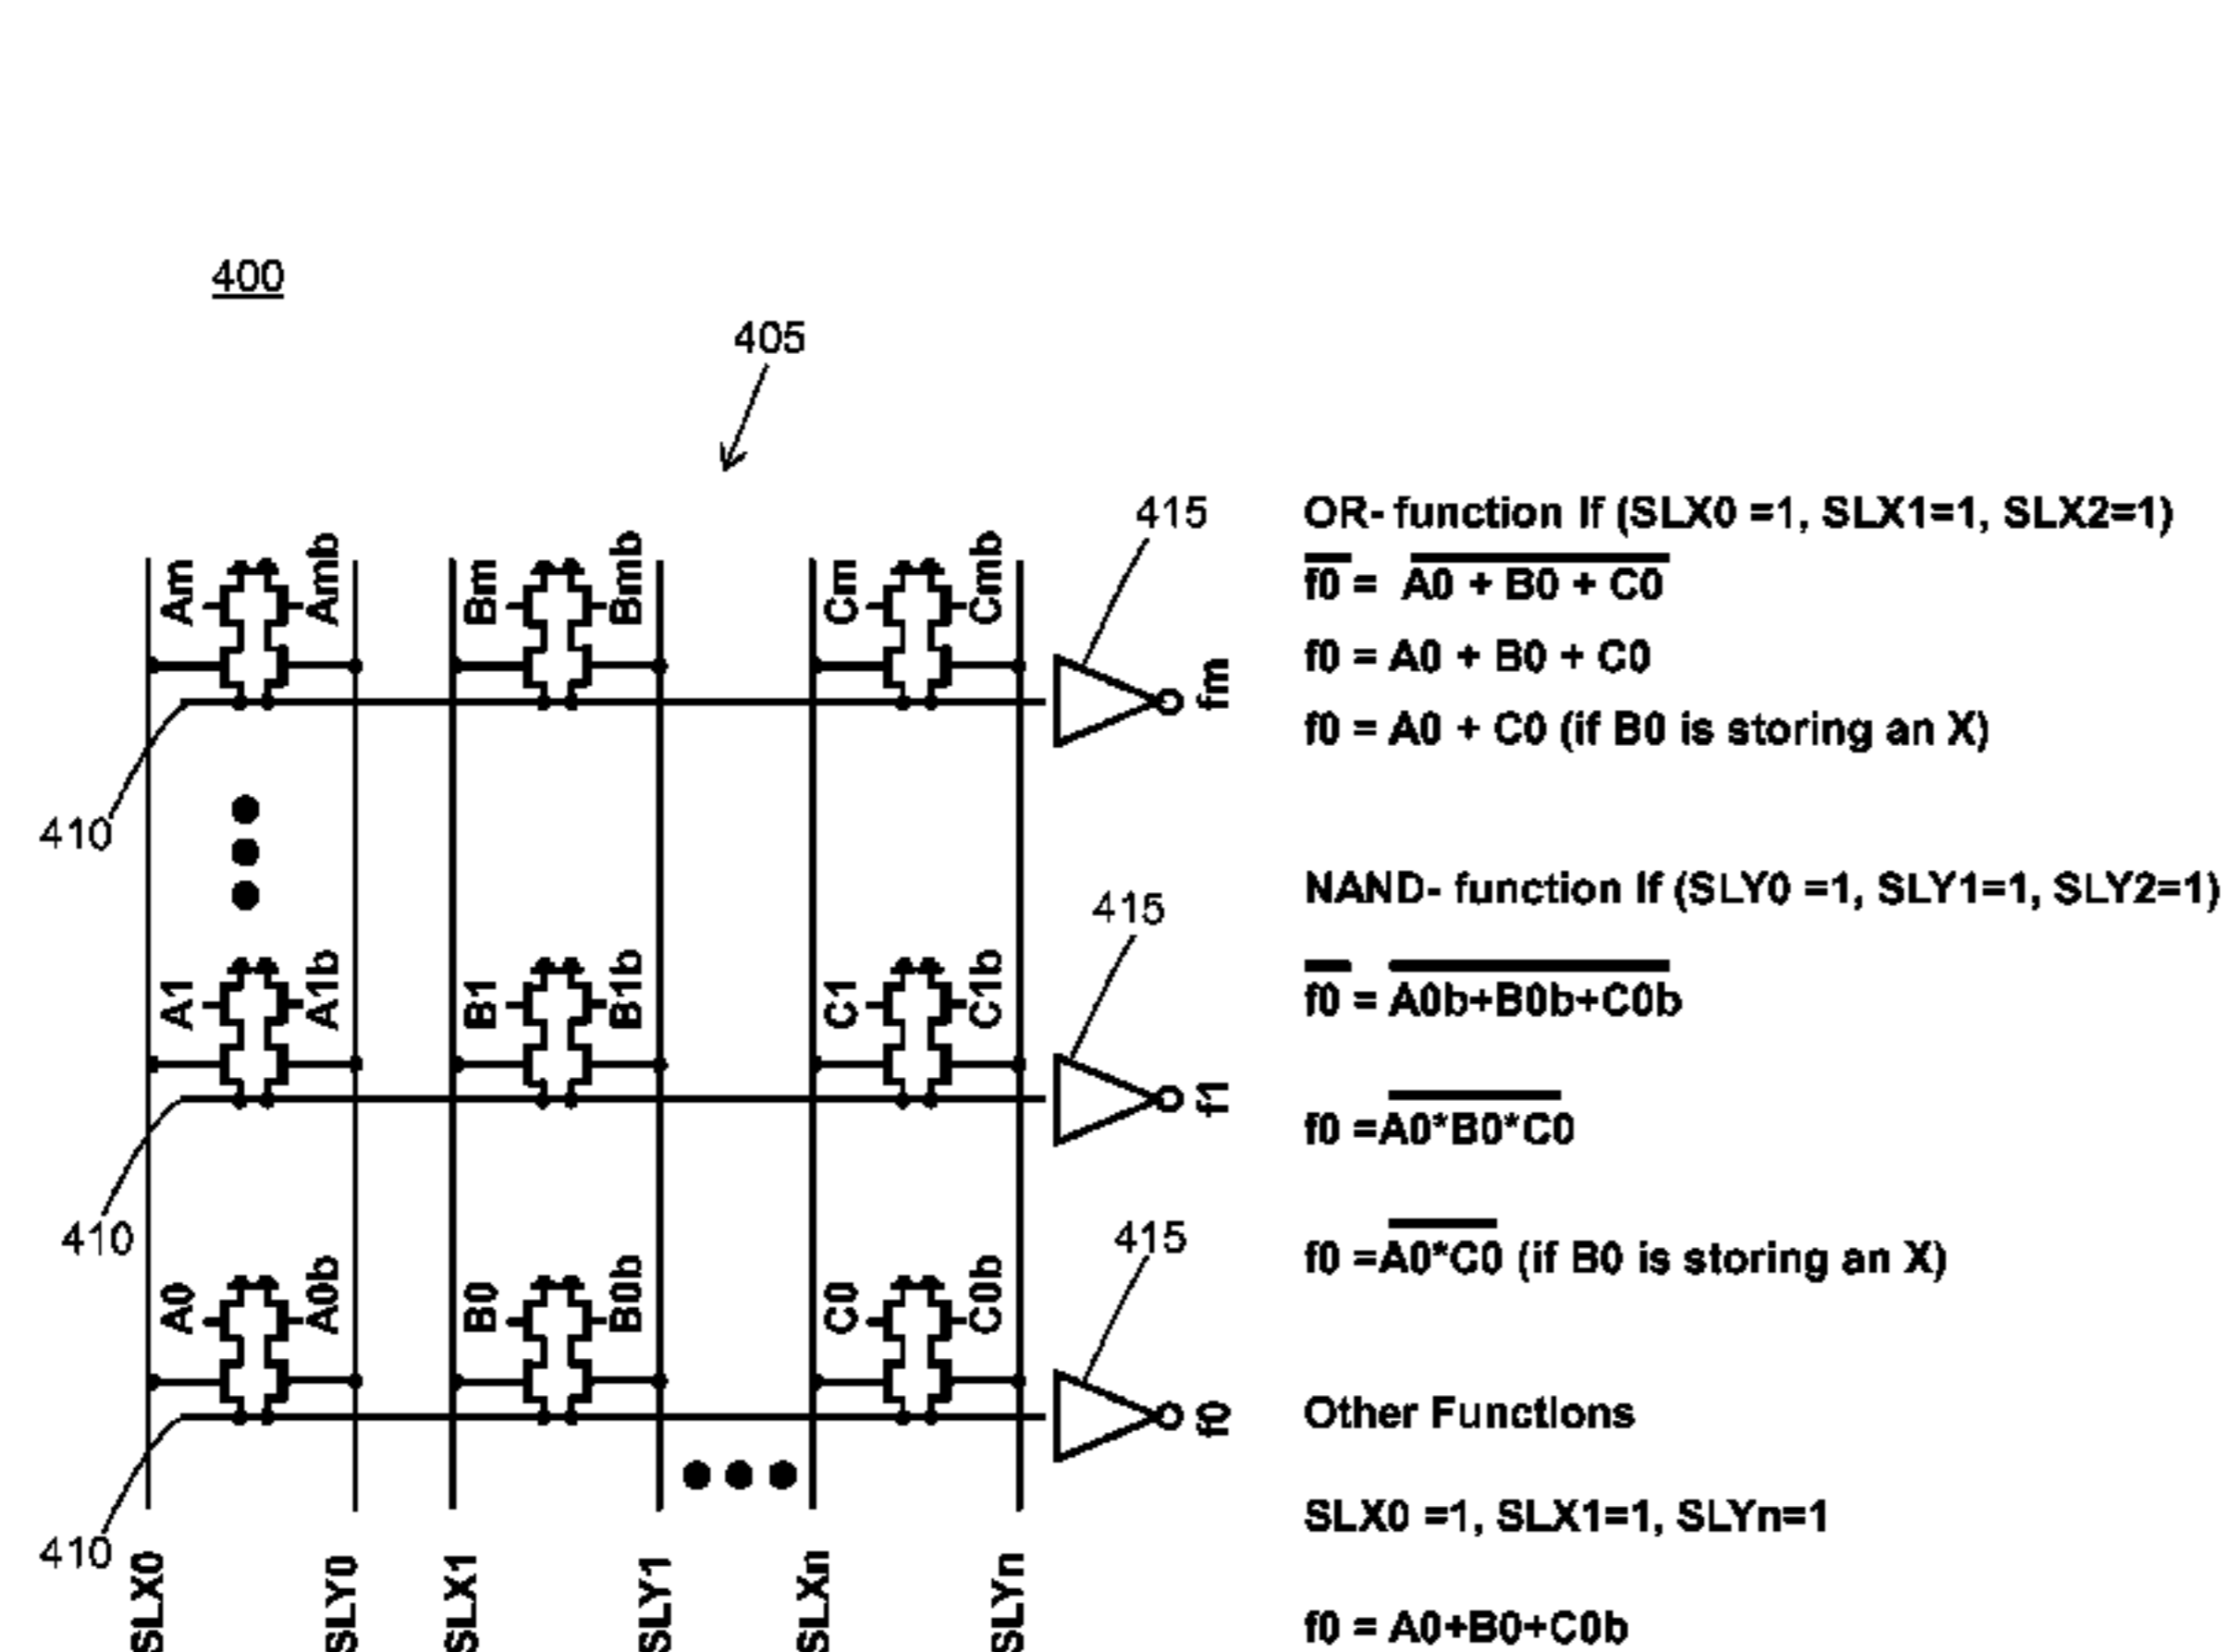 400
405
415
OR- function If (SLX0 =1, SLX1=1, SLX2=1)
f0 = A0 + B0 + C0
f0 = A0 + B0 + C0
f0 = A0 + C0 (if B0 is storing an X)
Am
Amb
Bm
Bmb
Cm
Cmb
fm
410
415
NAND- function If (SLY0 =1, SLY1=1, SLY2=1)
f0 = A0b+B0b+C0b
f0 =A0*B0*C0
f0 =A0*C0 (if B0 is storing an X)
A1
A1b
B1
B1b
C1
C1b
f1
410
415
A0
A0b
B0
B0b
C0
C0b
f0
410
Other Functions
SLX0 =1, SLX1=1, SLYn=1
f0 = A0+B0+C0b
SLX0
SLY0
SLX1
SLY1
SLXn
SLYn